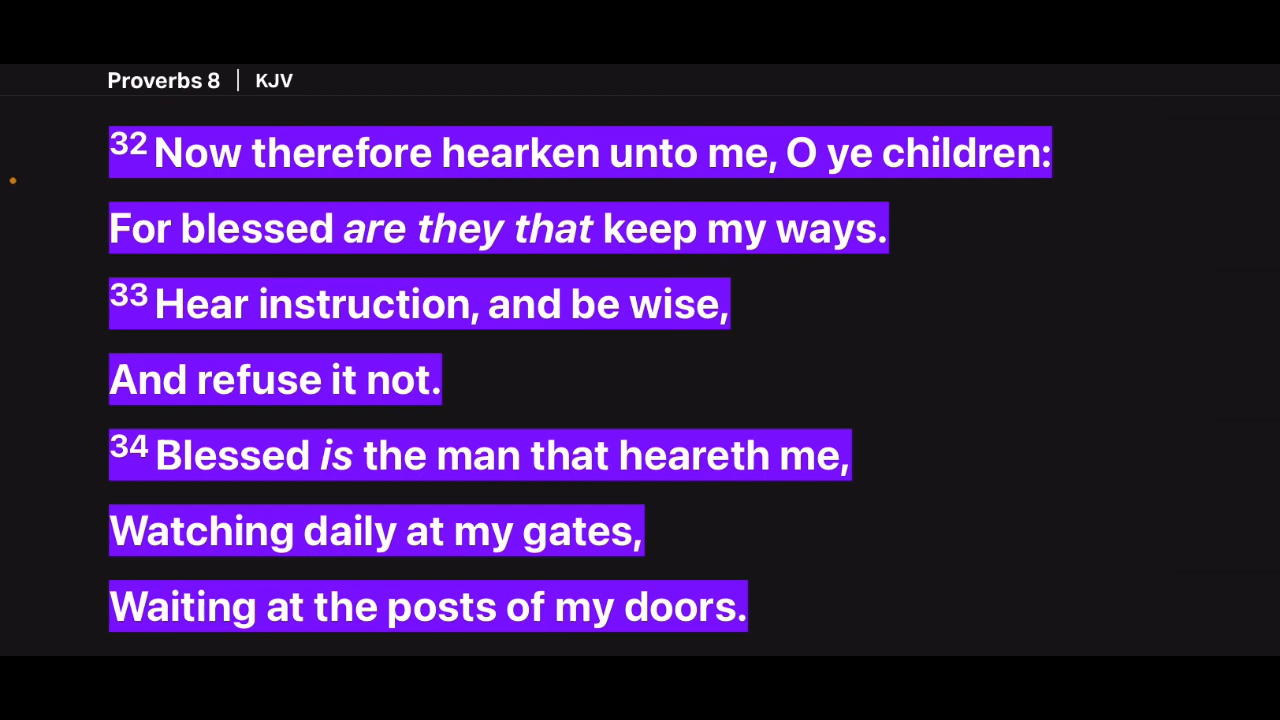 Proverbs 8 | KJV
32 Now therefore hearken unto me, O ye children:
For blessed are they that keep my ways.
33 Hear instruction, and be wise,
And refuse it not.
34 Blessed is the man that heareth me,
Watching daily at my gates,
Waiting at the posts of my doors.